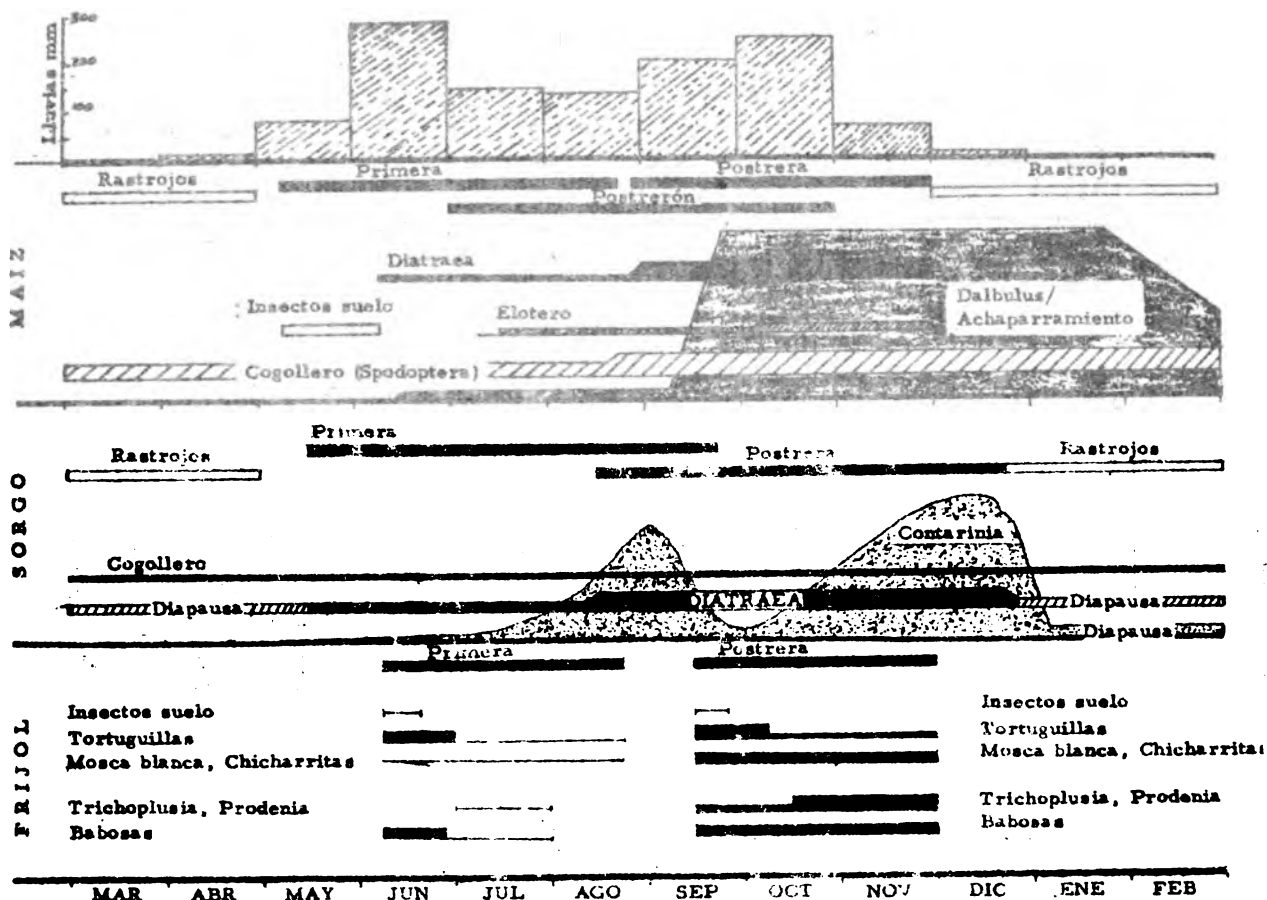 Lluvias mm
300
200
100
Rastrojos
Primera
Postrera
Rastrojos
Postrerón
MAIZ
Diatraea
Insectos suelo
Elotero
Dalbulus/
Achaparramiento
Cogollero (Spodoptera)
SORGO
Primera
Rastrojos
Postrera
Rastrojos
Contarinia
Cogollero
Diapausa
DIATRAEA
Diapausa
Diapausa
FRIJOL
Primera
Postrera
Insectos suelo
Insectos suelo
Tortuguillas
Tortuguillas
Mosca blanca, Chicharritas
Mosca blanca, Chicharritas
Trichoplusia, Prodenia
Trichoplusia, Prodenia
Babosas
Babosas
MAR ABR MAY JUN JUL AGO SEP OCT NOV DIC ENE FEB